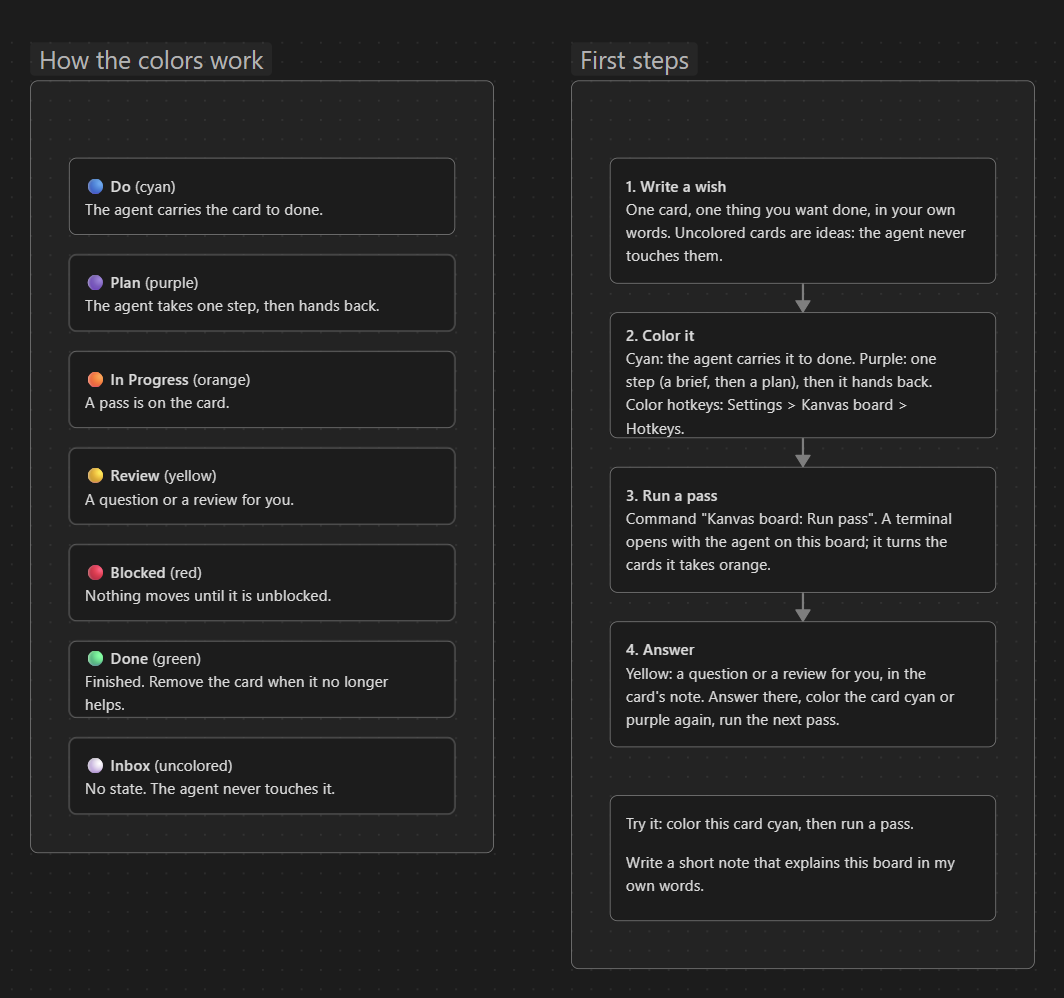 How the colors work
Do (cyan)
The agent carries the card to done.
Plan (purple)
The agent takes one step, then hands back.
In Progress (orange)
A pass is on the card.
Review (yellow)
A question or a review for you.
Blocked (red)
Nothing moves until it is unblocked.
Done (green)
Finished. Remove the card when it no longer
helps.
Inbox (uncolored)
No state. The agent never touches it.
First steps
1. Write a wish
One card, one thing you want done, in your own
words. Uncolored cards are ideas: the agent never
touches them.
2. Color it
Cyan: the agent carries it to done. Purple: one
step (a brief, then a plan), then it hands back.
Color hotkeys: Settings > Kanvas board >
Hotkeys.
3. Run a pass
Command "Kanvas board: Run pass". A terminal
opens with the agent on this board; it turns the
cards it takes orange.
4. Answer
Yellow: a question or a review for you, in the
card's note. Answer there, color the card cyan or
purple again, run the next pass.
Try it: color this card cyan, then run a pass.
Write a short note that explains this board in my
own words.